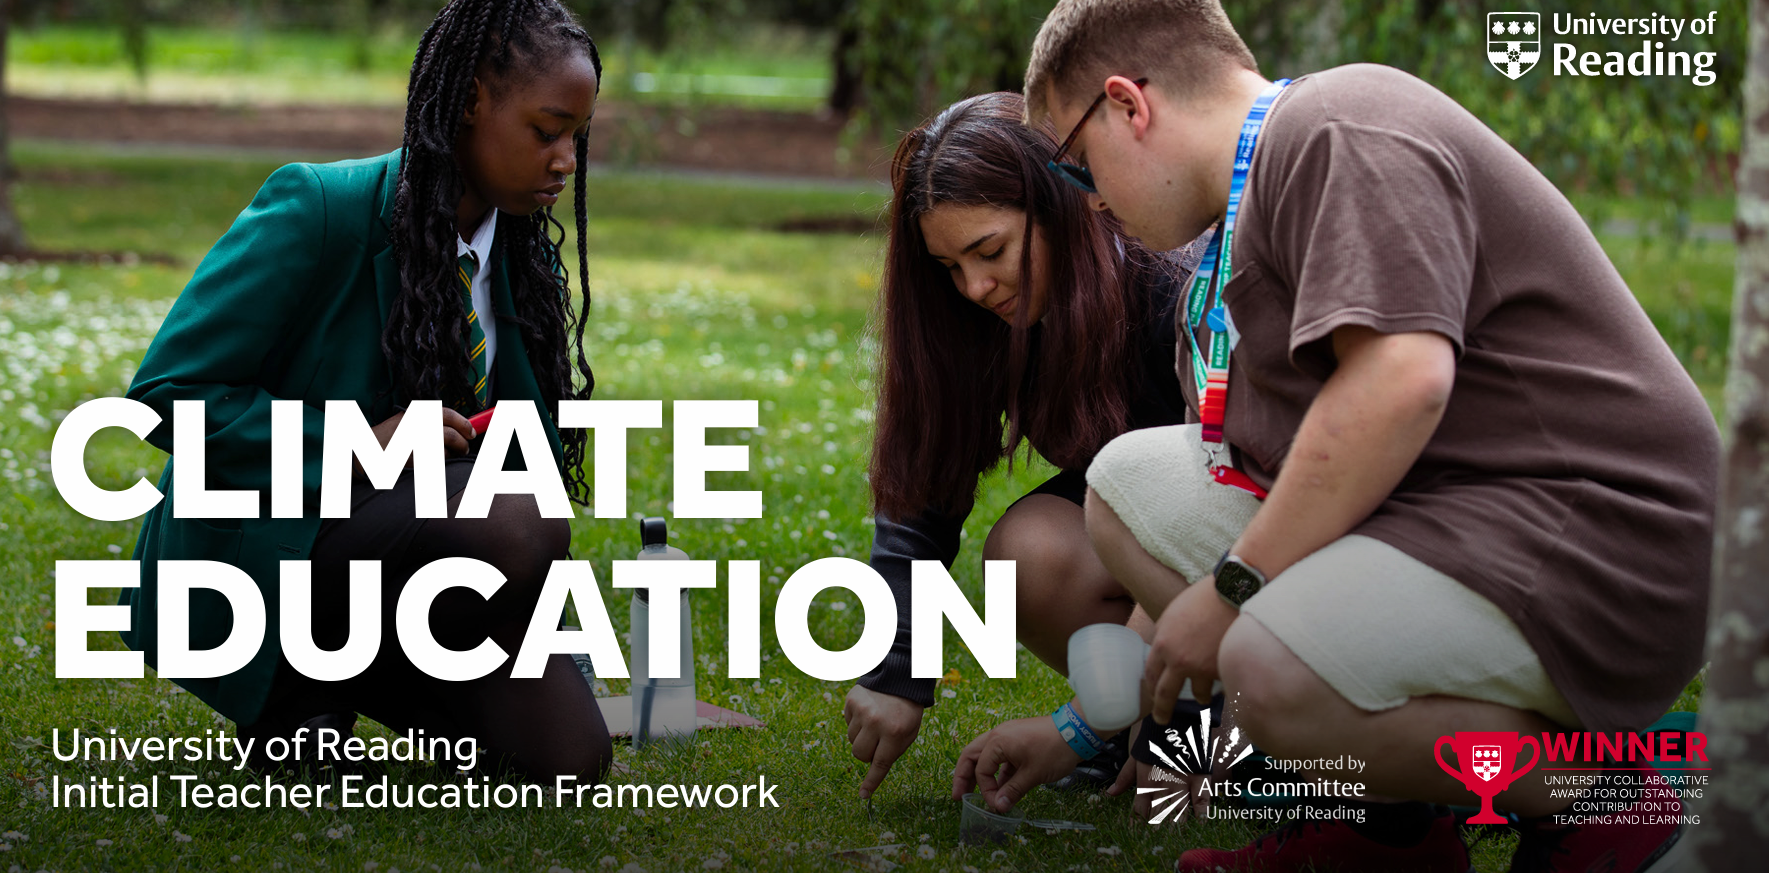 University of
Reading
CLIMATE
EDUCATION
University of Reading
Initial Teacher Education Framework
Supported by
Arts Committee
University of Reading
WINNER
UNIVERSITY COLLABORATIVE
AWARD FOR OUTSTANDING
CONTRIBUTION TO
TEACHING AND LEARNING